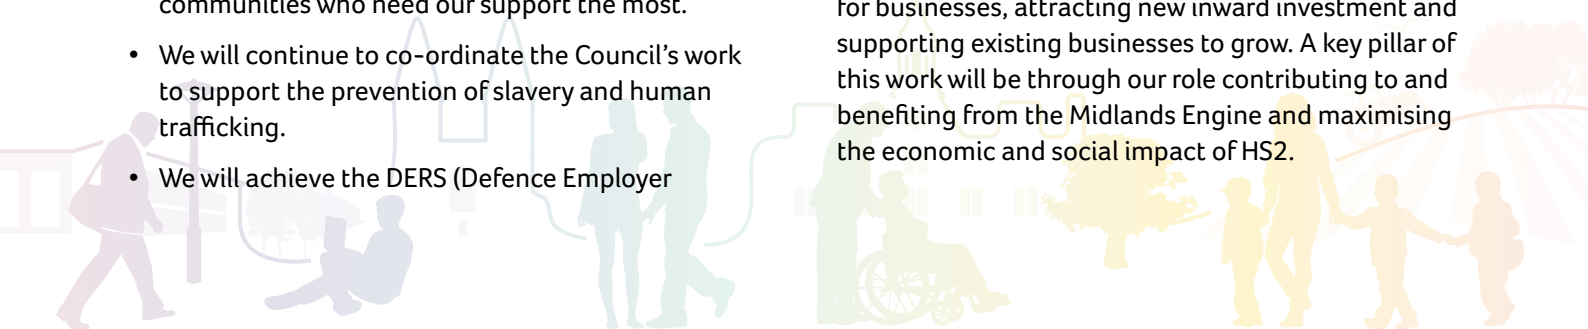 communities who need our support the most.
• We will continue to co-ordinate the Council’s work
to support the prevention of slavery and human
trafficking.
• We will achieve the DERS (Defence Employer
for businesses, attracting new inward investment and
supporting existing businesses to grow. A key pillar of
this work will be through our role contributing to and
benefiting from the Midlands Engine and maximising
the economic and social impact of HS2.